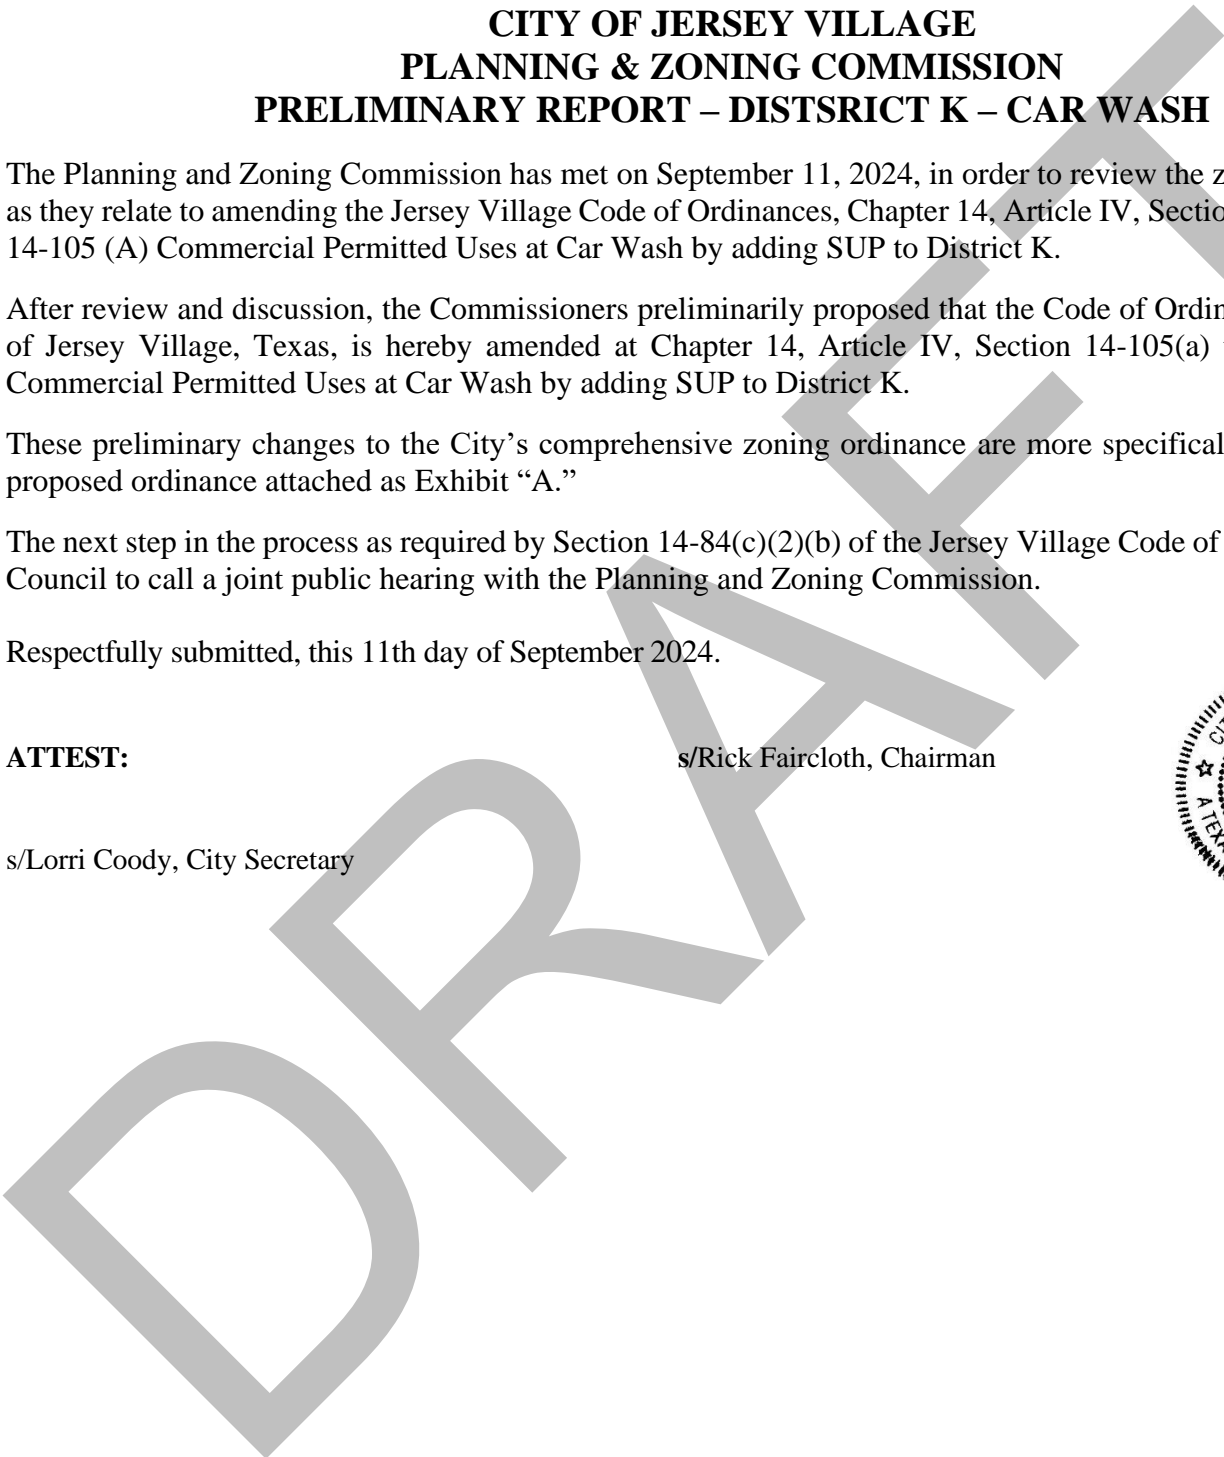 CITY OF JERSEY VILLAGE
PLANNING & ZONING COMMISSION
PRELIMINARY REPORT – DISTSRICT K – CAR WASH
The Planning and Zoning Commission has met on September 11, 2024, in order to review the
as they relate to amending the Jersey Village Code of Ordinances, Chapter 14, Article IV,
14-105 (A) Commercial Permitted Uses at Car Wash by adding SUP to District K.
After review and discussion, the Commissioners preliminarily proposed that the Code of
of Jersey Village, Texas, is hereby amended at Chapter 14, Article IV, Section 14-105(a)
Commercial Permitted Uses at Car Wash by adding SUP to District K.
These preliminary changes to the City’s comprehensive zoning ordinance are more
proposed ordinance attached as Exhibit “A.”
The next step in the process as required by Section 14-84(c)(2)(b) of the Jersey Village Code of
Council to call a joint public hearing with the Planning and Zoning Commission.
Respectfully submitted, this 11th day of September 2024.
ATTEST:
s/Rick Faircloth, Chairman
s/Lorri Coody, City Secretary
DRAFT